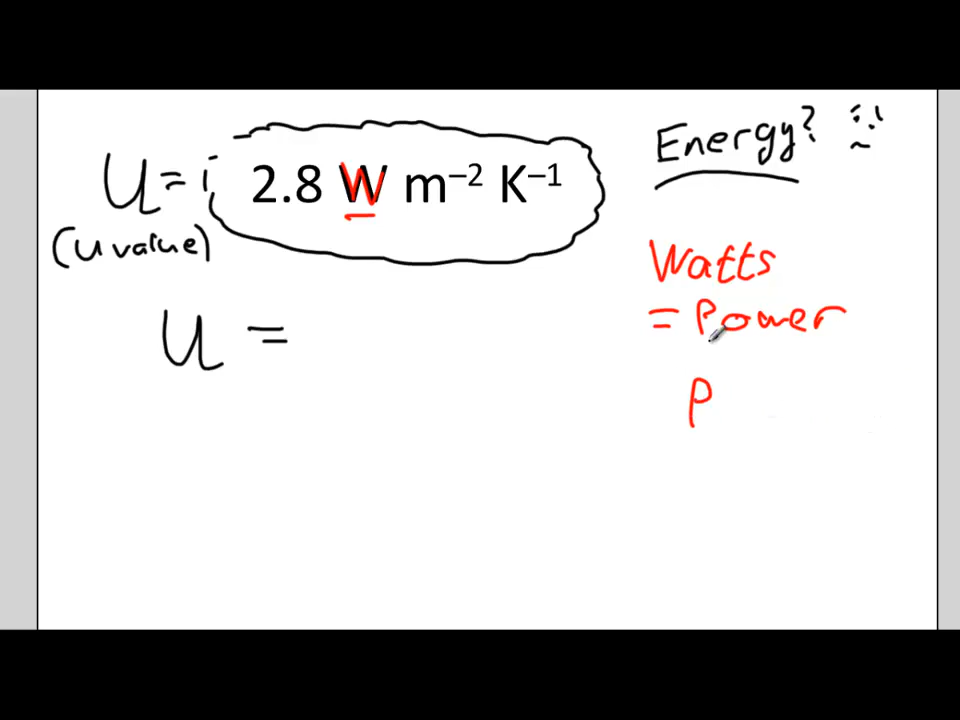 U = i 2.8 W m⁻² K⁻¹
(U value)
U =
Energy?
Watts
= Power
P